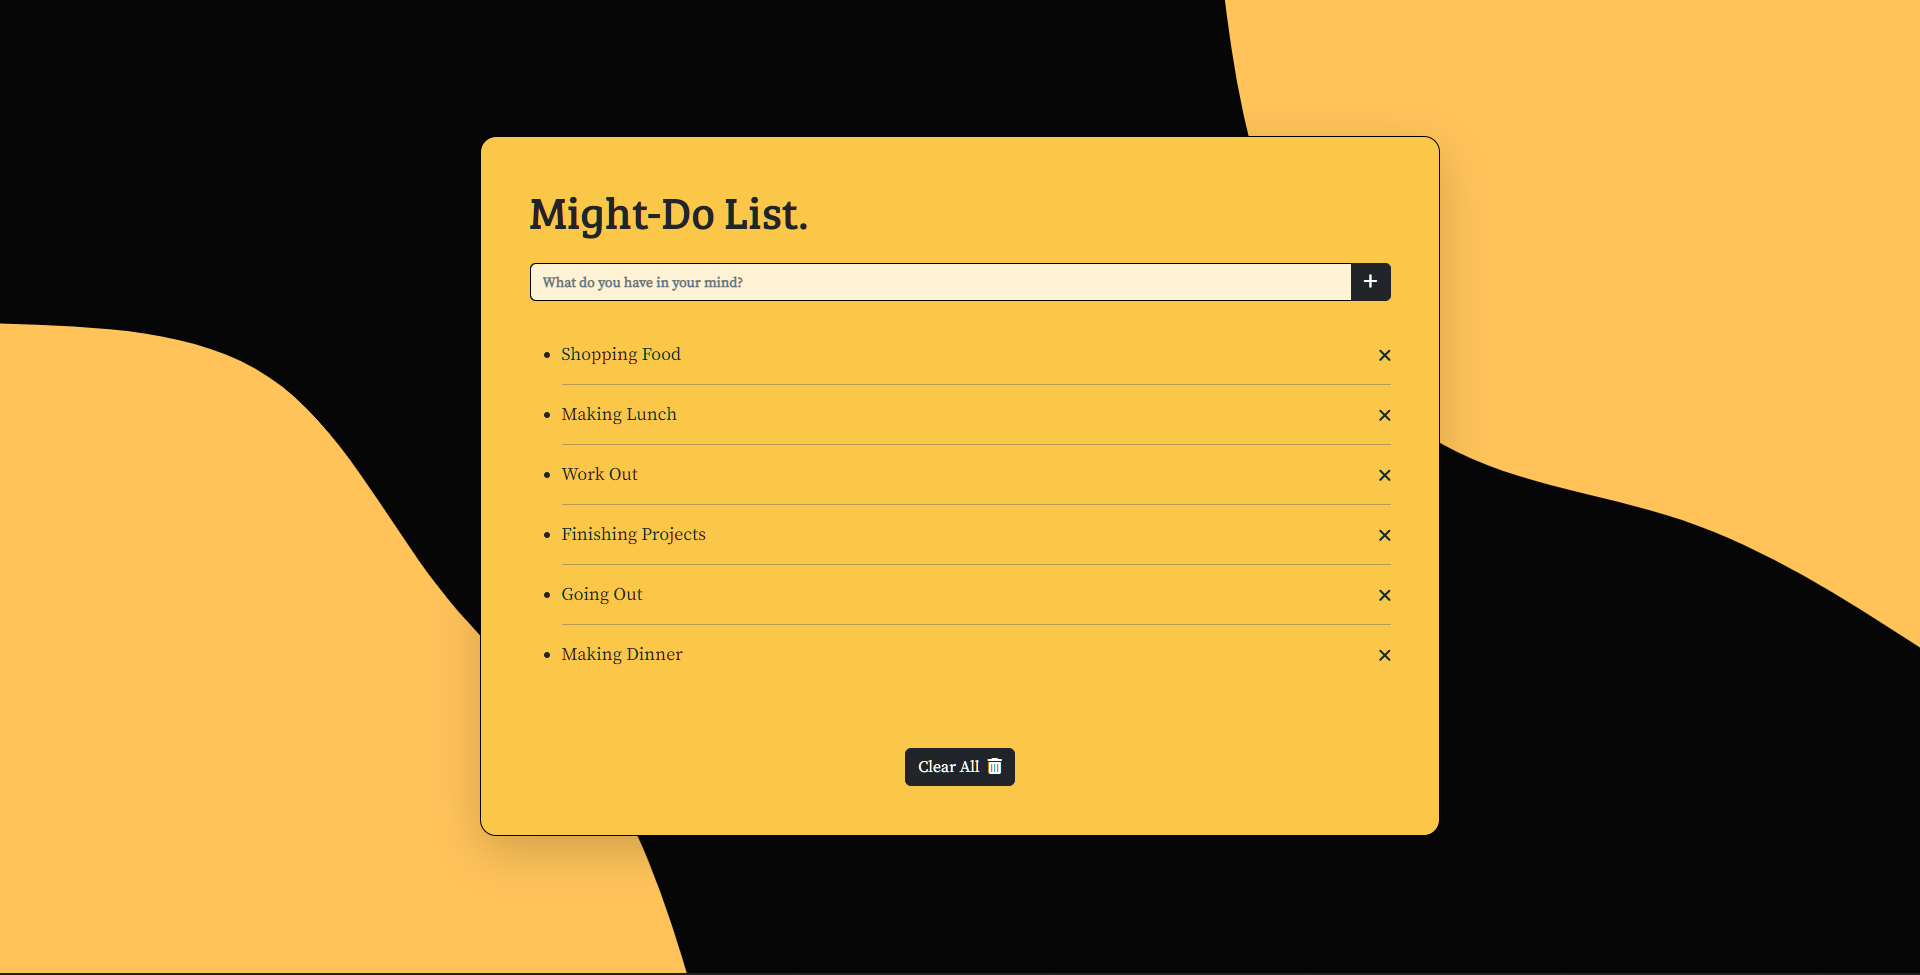 Might-Do List.
What do you have in your mind?
Shopping Food
Making Lunch
Work Out
Finishing Projects
Going Out
Making Dinner
Clear All